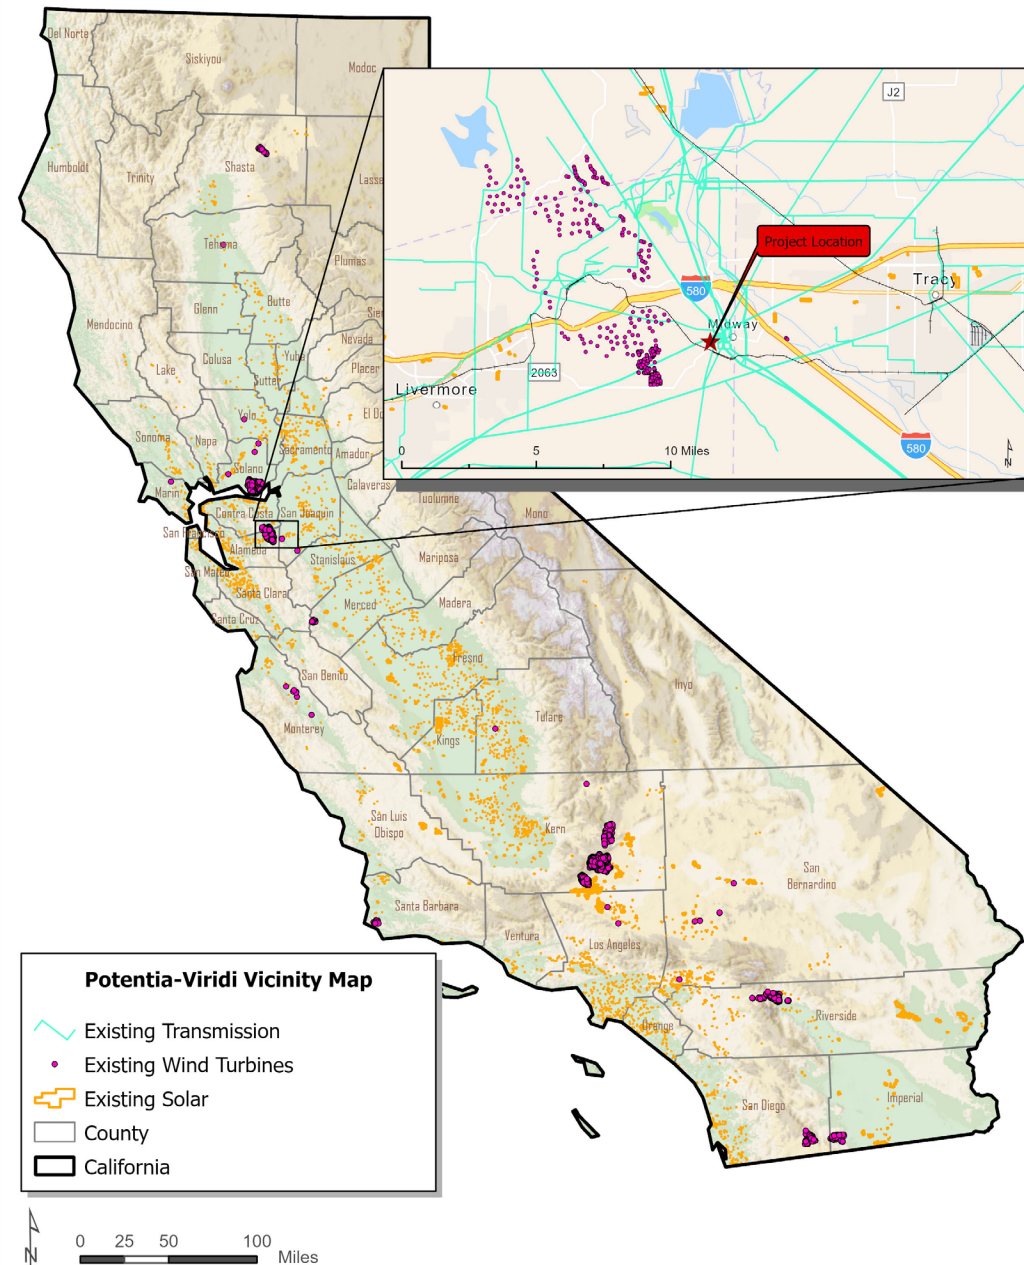 Del Norte
Siskiyou
Modoc
Humboldt
Trinity
Shasta
Lasse
Tehama
Plumas
Glenn
Butte
Sier
Mendocino
Nevada
Colusa
Yuba
Lake
Placer
Sutter
El Do
Yolo
Sonoma
Napa
Sacramento
Amador
Solano
Marin
Calaveras
Tuolumne
Contra Costa
San Joaquin
Mono
San Francisco
Alameda
Stanislaus
Mariposa
San Mateo
Santa Clara
Merced
Madera
Santa Cruz
Fresno
San Benito
Inyo
Tulare
Monterey
Kings
San Luis
Obispo
Kern
San
Bernardino
Santa Barbara
Ventura
Los Angeles
Orange
Riverside
San Diego
Imperial
J2
Project Location
580
Tracy
Midway
2063
Livermore
580
0 5 10 Miles
N
Potentia-Viridi Vicinity Map
Existing Transmission
Existing Wind Turbines
Existing Solar
County
California
N
0 25 50 100
Miles